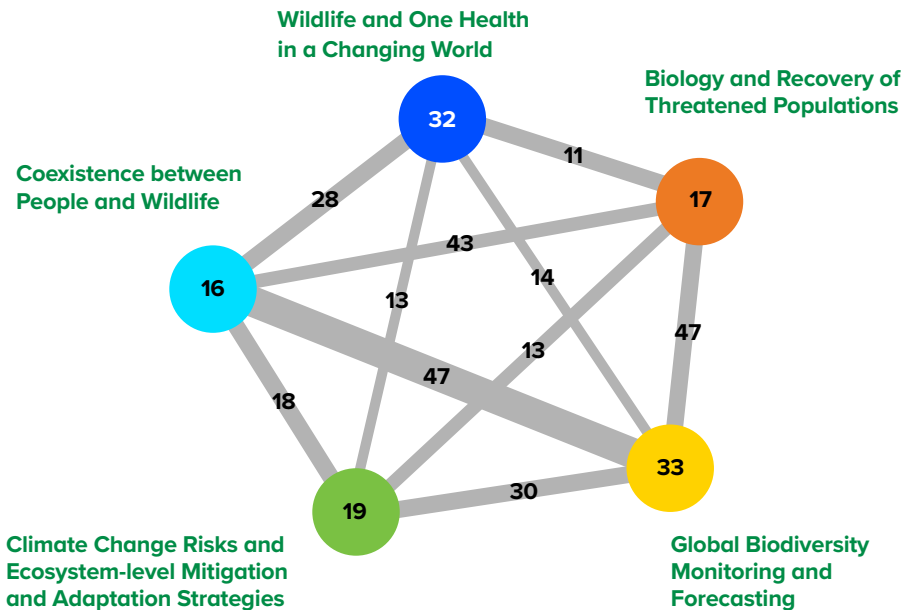 Wildlife and One Health
in a Changing World
Biology and Recovery of
Threatened Populations
32
11
Coexistence between
People and Wildlife
28
17
43
16
14
13
47
13
47
18
33
30
19
Climate Change Risks and
Ecosystem-level Mitigation
and Adaptation Strategies
Global Biodiversity
Monitoring and
Forecasting